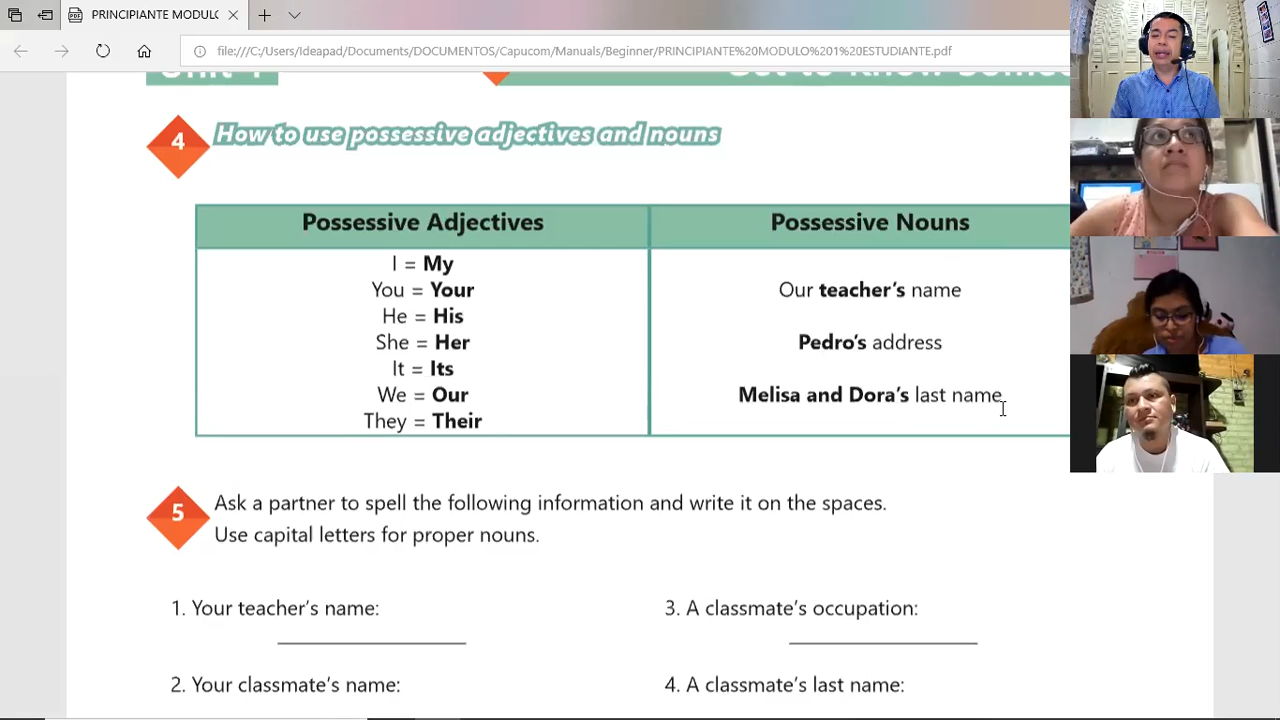 PRINCIPIANTE MODULO
file:///C:/Users/Ideapad/Documents/DOCUMENTOS/Capucom/Manuals/Beginner/PRINCIPIANTE%20MODULO%201%20ESTUDIANTE.pdf
4
How to use possessive adjectives and nouns
Possessive Adjectives
I = My
You = Your
He = His
She = Her
It = Its
We = Our
They = Their
Possessive Nouns
Our teacher's name
Pedro's address
Melisa and Dora's last name
5
Ask a partner to spell the following information and write it on the spaces.
Use capital letters for proper nouns.
1. Your teacher's name:
2. Your classmate's name:
3. A classmate's occupation:
4. A classmate's last name: